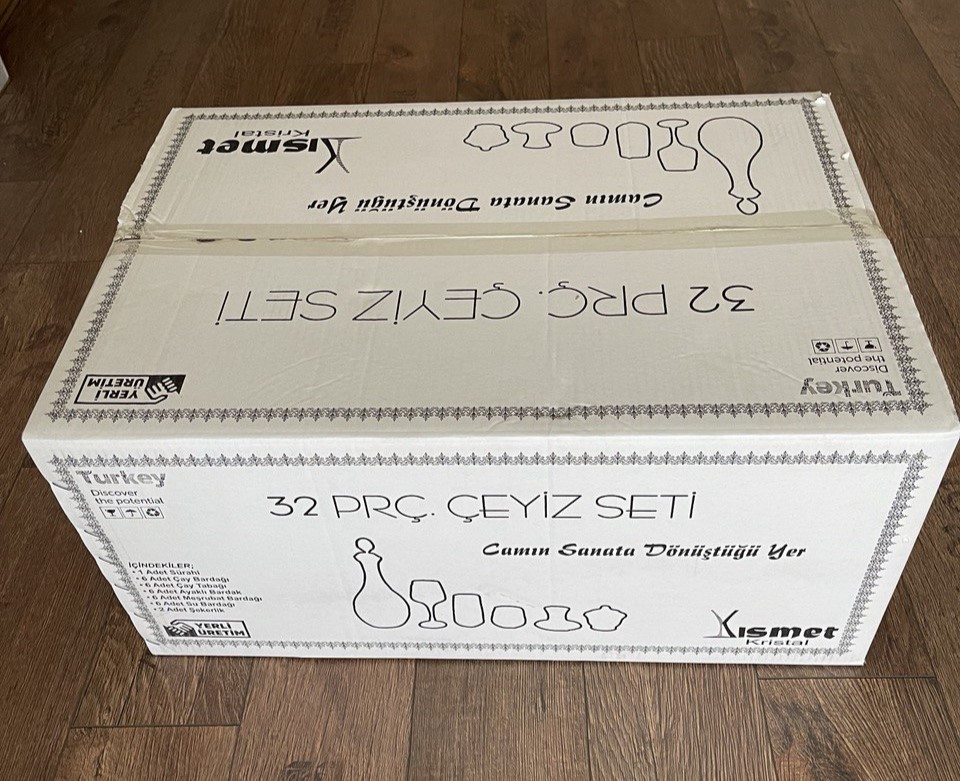 Kısmet
Kristal
Camın Sanata Dönüştüğü Yer
32 PRÇ. ÇEYİZ SETİ
YERLİ
ÜRETİM
Turkey
Discover
the potential
Turkey
Discover
the potential
32 PRÇ. ÇEYİZ SETİ
Camın Sanata Dönüştüğü Yer
İÇİNDEKİLER;
• 1 Adet Sürahi
• 6 Adet Çay Bardağı
• 6 Adet Çay Tabağı
• 6 Adet Ayaklı Bardak
• 6 Adet Meşrubat Bardağı
• 6 Adet Su Bardağı
• 2 Adet Şekerlik
YERLİ
ÜRETİM
Kısmet
Kristal